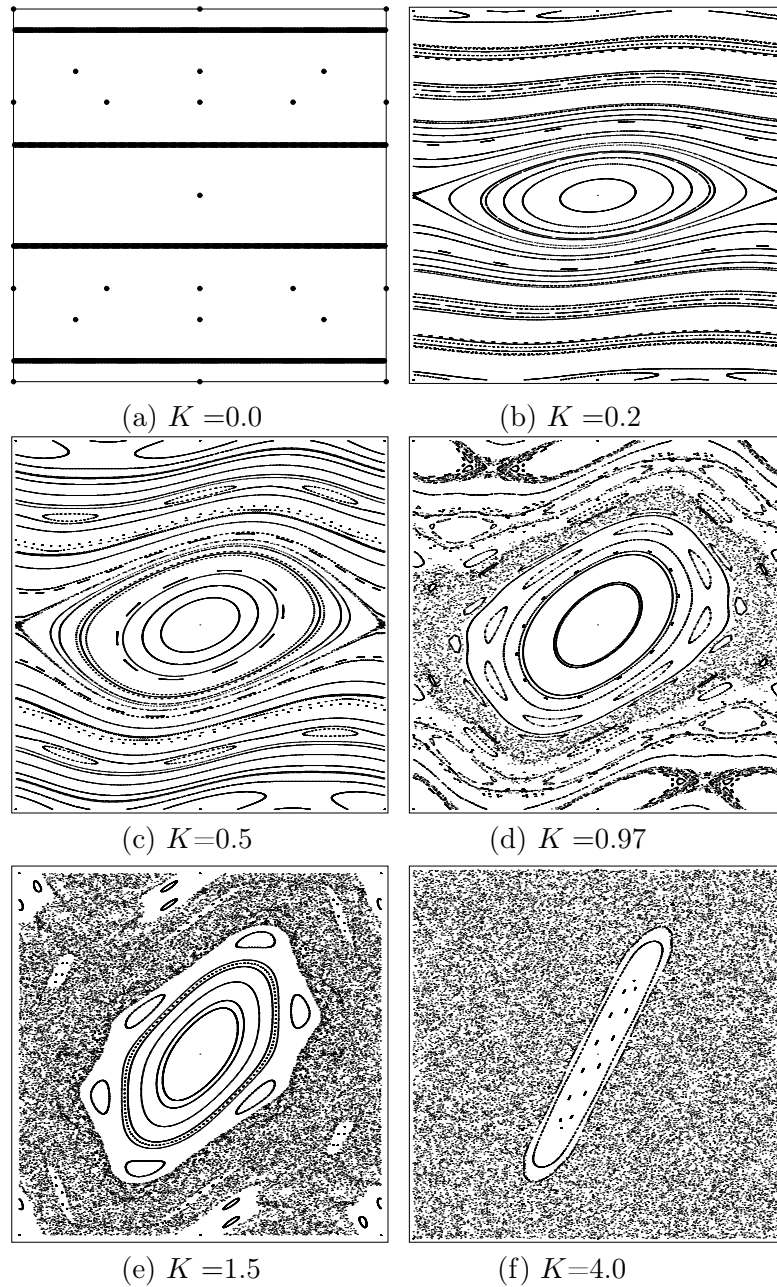 (a) K =0.0
(b) K =0.2
(c) K=0.5
(d) K =0.97
(e) K =1.5
(f) K=4.0